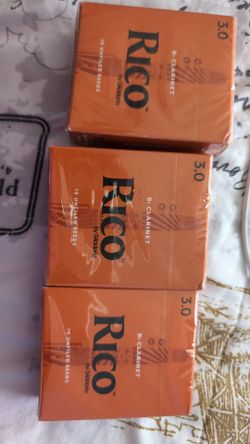 3.0
B♭ CLARINET
RICO
by D'Addario
10 UNFILED REEDS
3.0
B♭ CLARINET
RICO
by D'Addario
10 UNFILED REEDS
3.0
B♭ CLARINET
RICO
by D'Addario
10 UNFILED REEDS